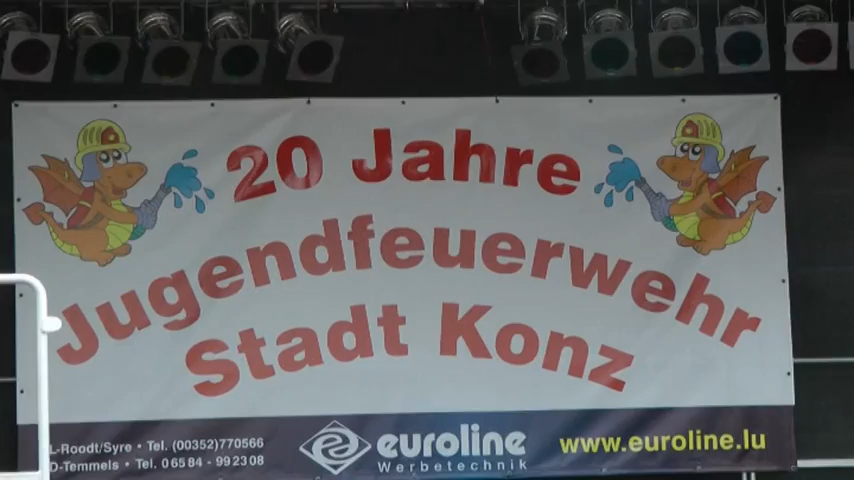 20 Jahre
Jugendfeuerwehr
Stadt Konz
L-Roodt/Syre • Tel. (00352)770566
D-Temmels • Tel. 06584 - 992308
euroline
Werbetechnik
www.euroline.lu